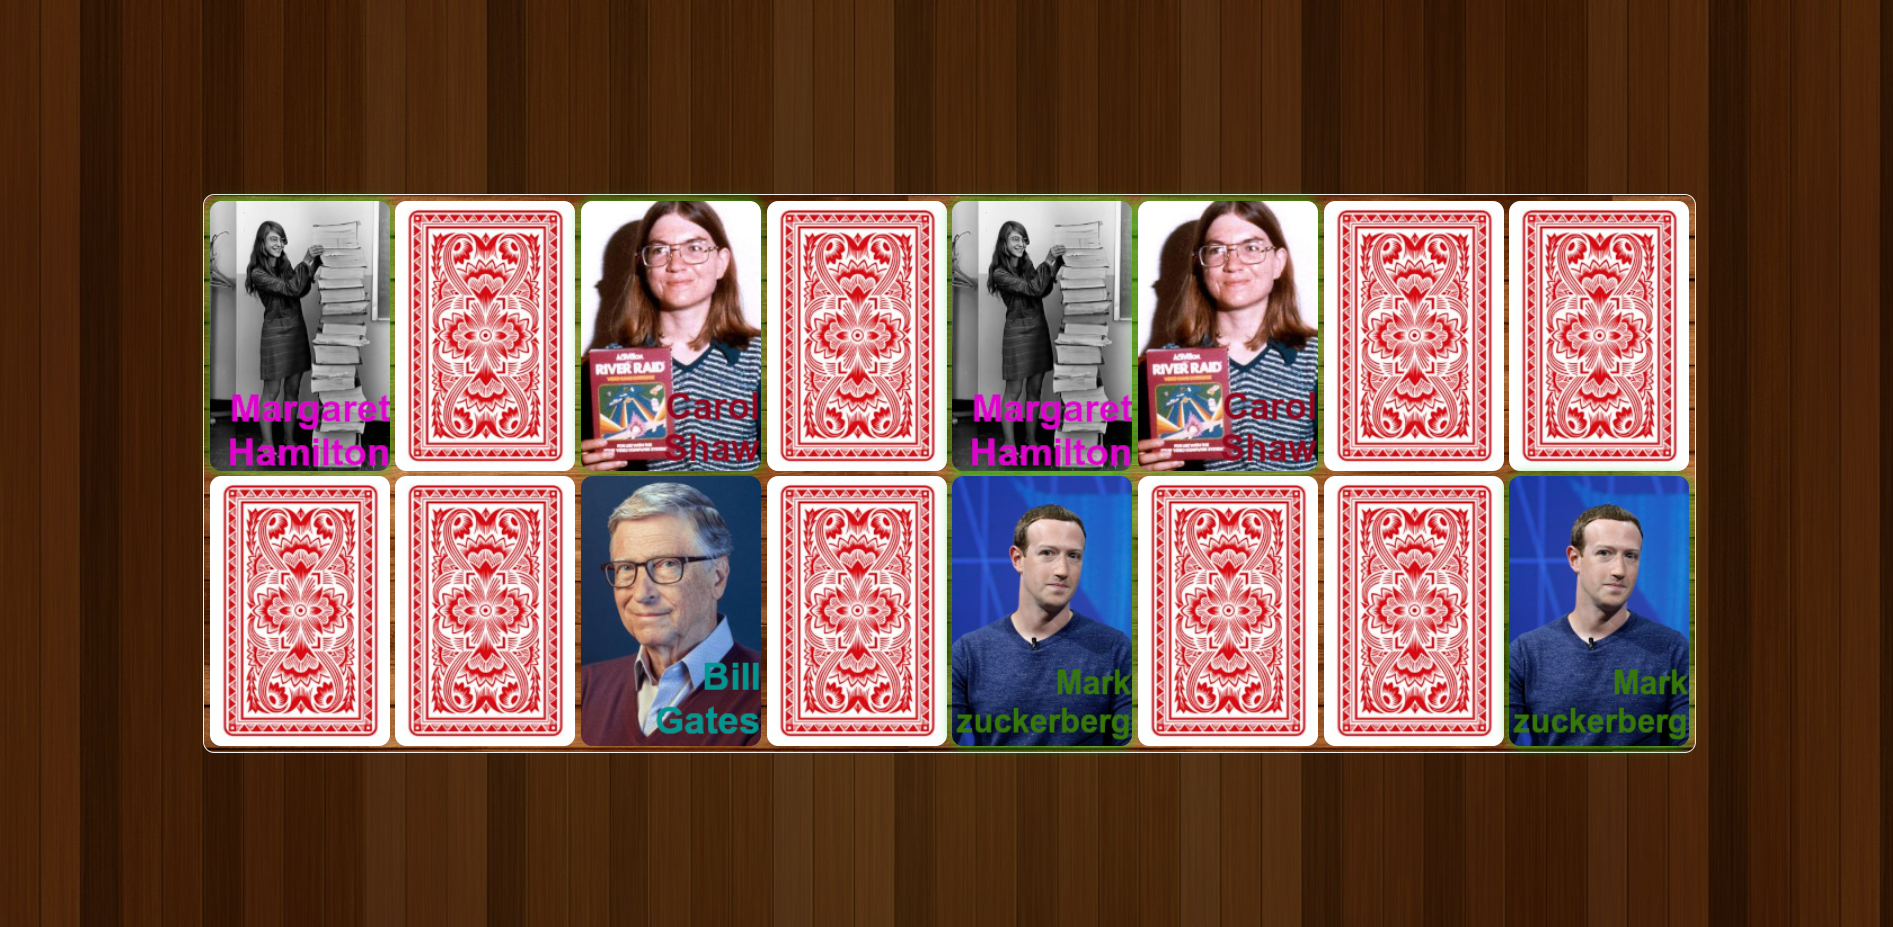 Margaret
Hamilton
ACTIVISION
RIVER RAID
Carol
Shaw
Margaret
Hamilton
ACTIVISION
RIVER RAID
Carol
Shaw
Bill
Gates
Mark
zuckerberg
Mark
zuckerberg